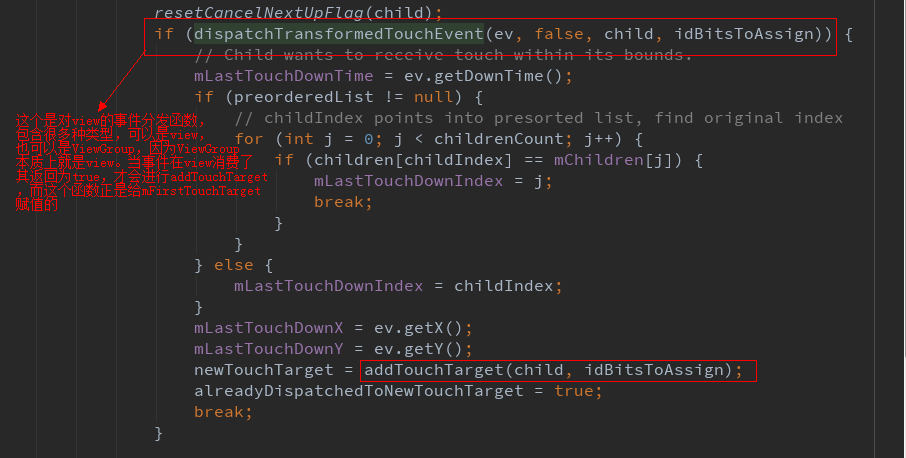 resetCancelNextUpFlag(child);
if (dispatchTransformedTouchEvent(ev, false, child, idBitsToAssign)) {
// Child wants to receive touch within its bounds.
mLastTouchDownTime = ev.getDownTime();
if (preorderedList != null) {
// childIndex points into presorted list, find original index
for (int j = 0; j < childrenCount; j++) {
if (children[childIndex] == mChildren[j]) {
mLastTouchDownIndex = j;
break;
}
}
} else {
mLastTouchDownIndex = childIndex;
}
mLastTouchDownX = ev.getX();
mLastTouchDownY = ev.getY();
newTouchTarget = addTouchTarget(child, idBitsToAssign);
alreadyDispatchedToNewTouchTarget = true;
break;
}
这个是对view的事件分发函数，
包含很多种类型，可以是view，
也可以是ViewGroup，因为ViewGroup
本质上就是view。当事件在view消费了
其返回为true，才会进行addTouchTarget
，而这个函数正是给mFirstTouchTarget
赋值的